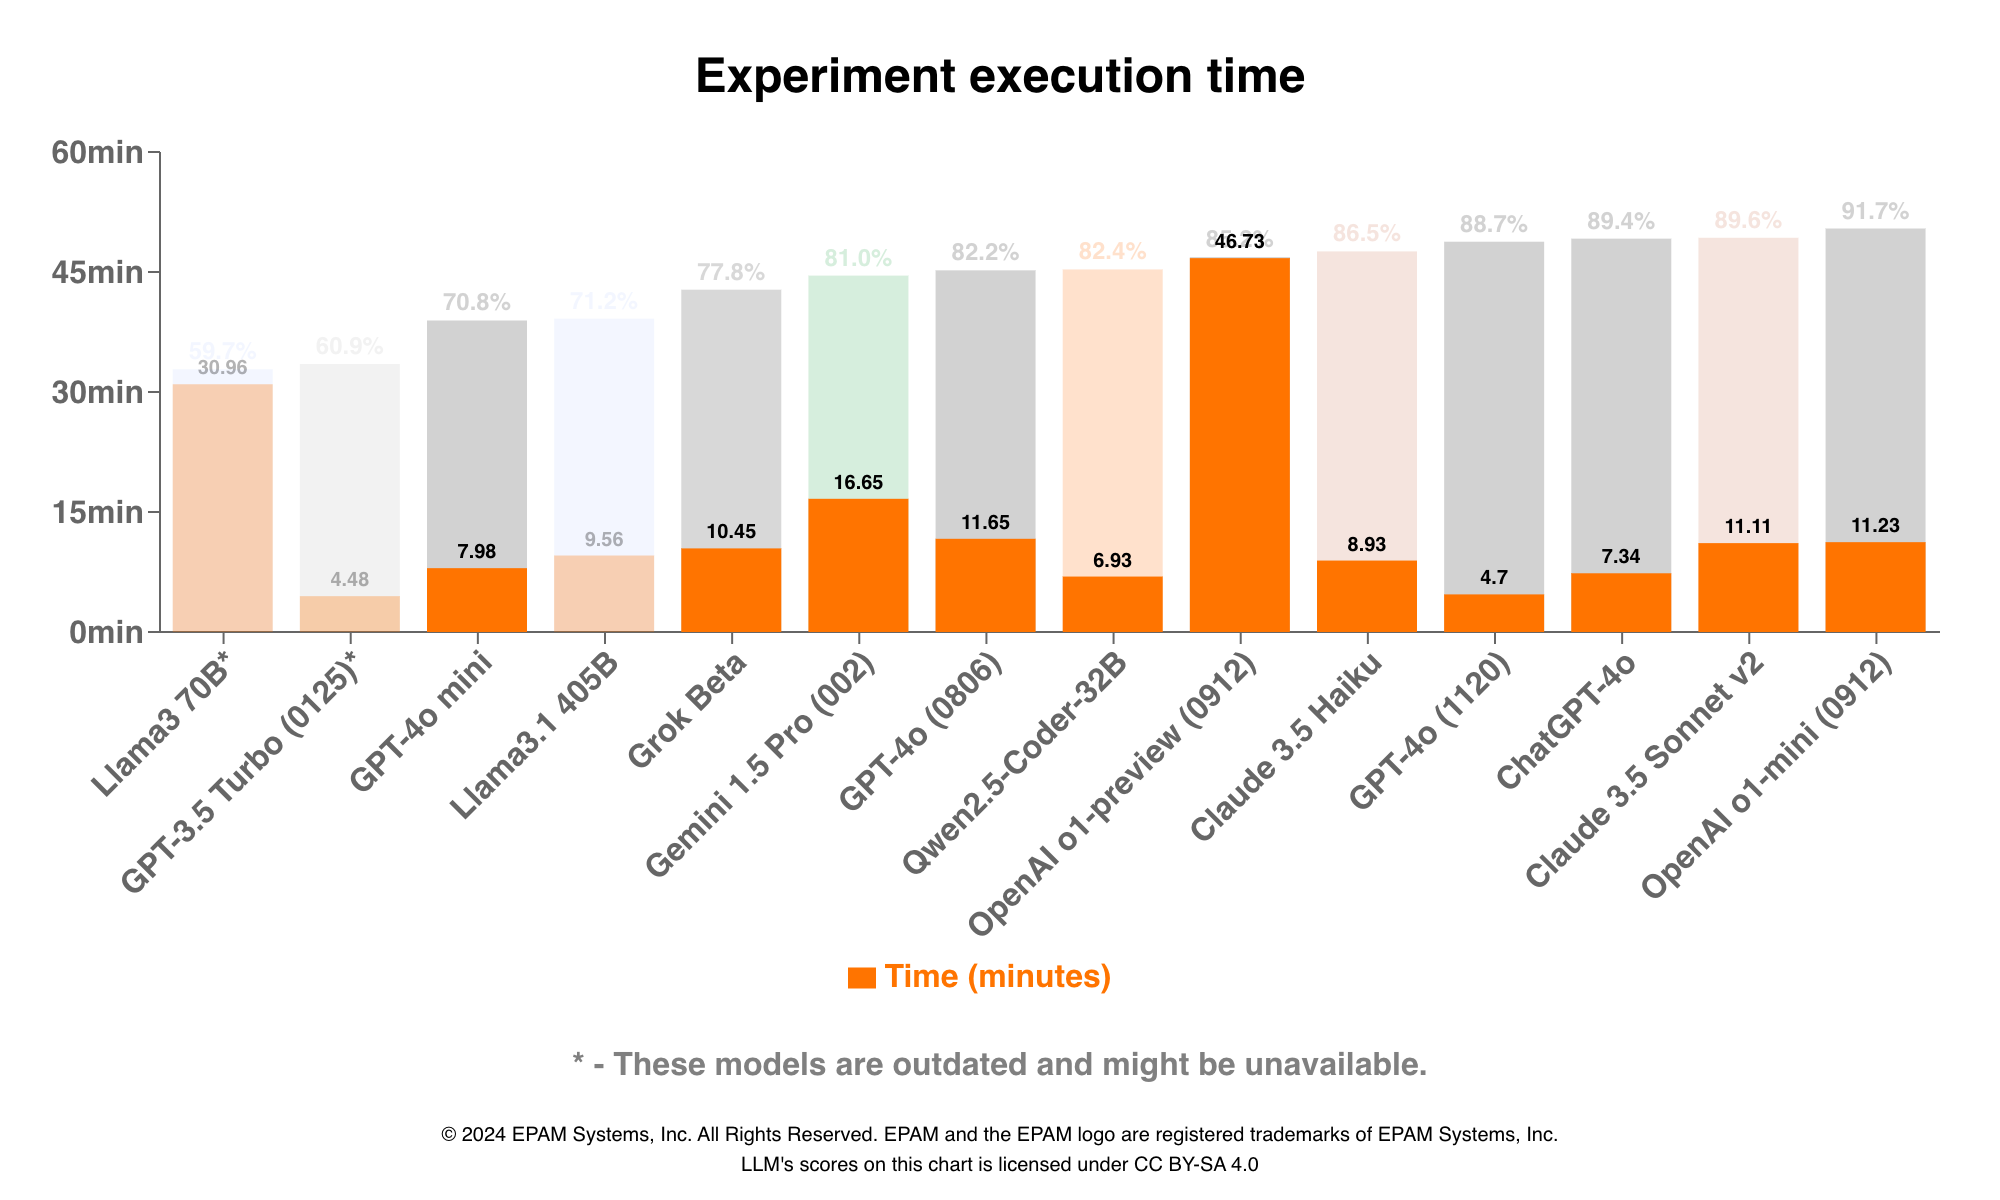 Experiment execution time
60min
45min
30min
15min
0min
59.7%
60.9%
70.8%
71.2%
77.8%
81.0%
82.2%
82.4%
86.5%
88.7%
89.4%
89.6%
91.7%
30.96
4.48
7.98
9.56
10.45
16.65
11.65
6.93
46.73
8.93
4.7
7.34
11.11
11.23
Llama3 70B*
GPT-3.5 Turbo (0125)*
GPT-4o mini
Llama3.1 405B
Grok Beta
Gemini 1.5 Pro (002)
GPT-4o (0806)
Qwen2.5-Coder-32B
OpenAI o1-preview (0912)
Claude 3.5 Haiku
GPT-4o (1120)
ChatGPT-4o
Claude 3.5 Sonnet v2
OpenAI o1-mini (0912)
Time (minutes)
* - These models are outdated and might be unavailable.
© 2024 EPAM Systems, Inc. All Rights Reserved. EPAM and the EPAM logo are registered trademarks of EPAM Systems, Inc.
LLM's scores on this chart is licensed under CC BY-SA 4.0